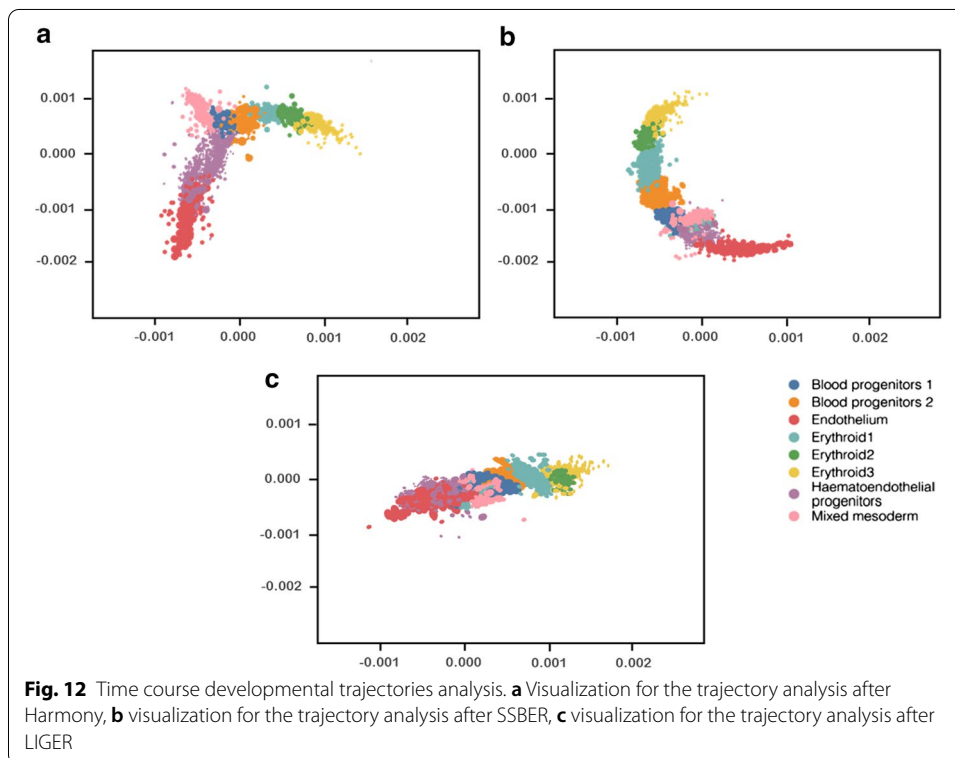 a
0.001
0.000
-0.001
-0.002
-0.001 0.000 0.001 0.002
b
0.001
0.000
-0.001
-0.002
-0.001 0.000 0.001 0.002
c
0.001
0.000
-0.001
-0.002
-0.001 0.000 0.001 0.002
Blood progenitors 1
Blood progenitors 2
Endothelium
Erythroid1
Erythroid2
Erythroid3
Haematoendothelial
progenitors
Mixed mesoderm
Fig. 12 Time course developmental trajectories analysis. a Visualization for the trajectory analysis after
Harmony, b visualization for the trajectory analysis after SSBER, c visualization for the trajectory analysis after
LIGER